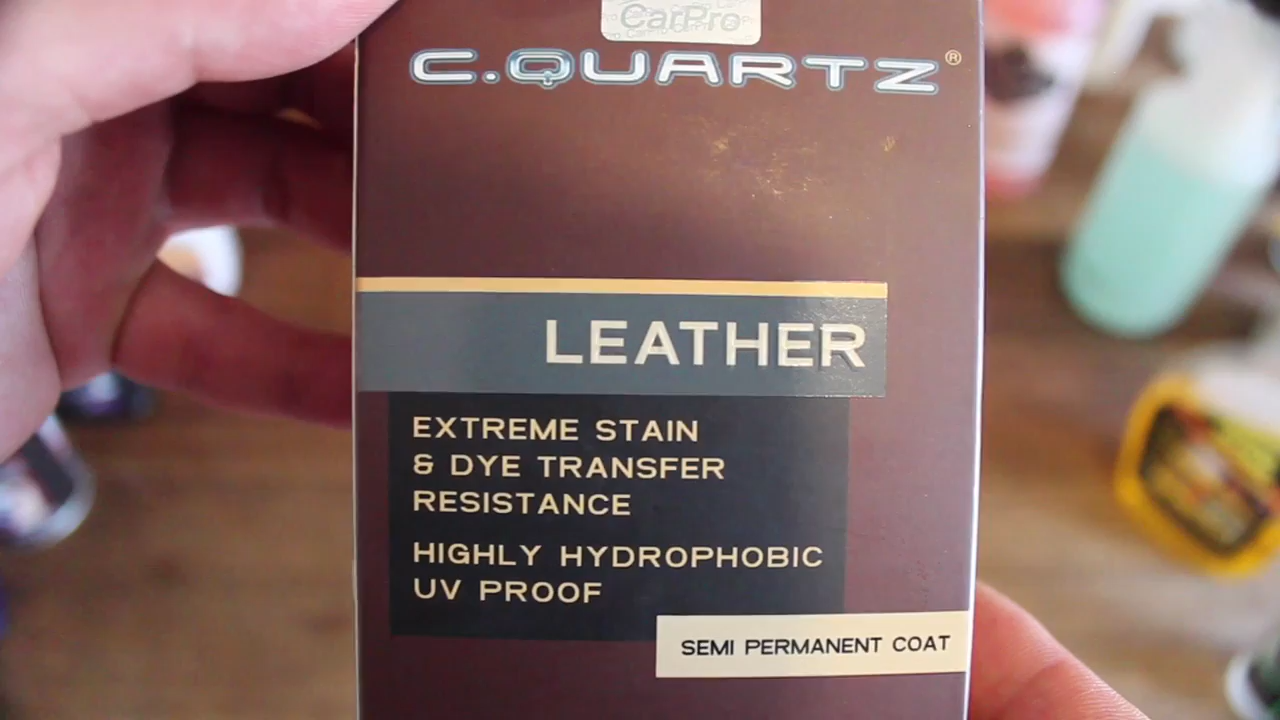 CarPro
C.QUARTZ®
LEATHER
EXTREME STAIN
& DYE TRANSFER
RESISTANCE
HIGHLY HYDROPHOBIC
UV PROOF
SEMI PERMANENT COAT